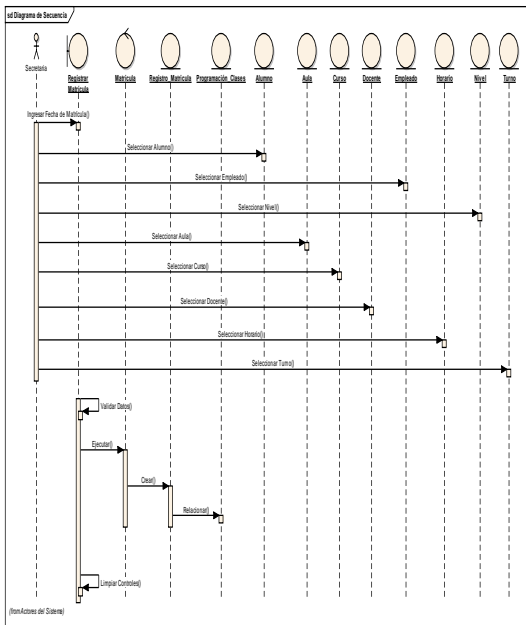 sd Diagrama de Secuencia
Secretaria
Registrar
Matrícula
Matrícula
Registro_Matrícula
Programación_Clases
Alumno
Aula
Curso
Docente
Empleado
Horario
Nivel
Turno
Ingresar Fecha de Matricula()
Seleccionar Alumno()
Seleccionar Empleado()
Seleccionar Nivel()
Seleccionar Aula()
Seleccionar Curso()
Seleccionar Docente()
Seleccionar Horario()
Seleccionar Turno()
Validar Datos()
Ejecutar()
Crear()
Relacionar()
Limpiar Controles()
(from Actores del Sistema)